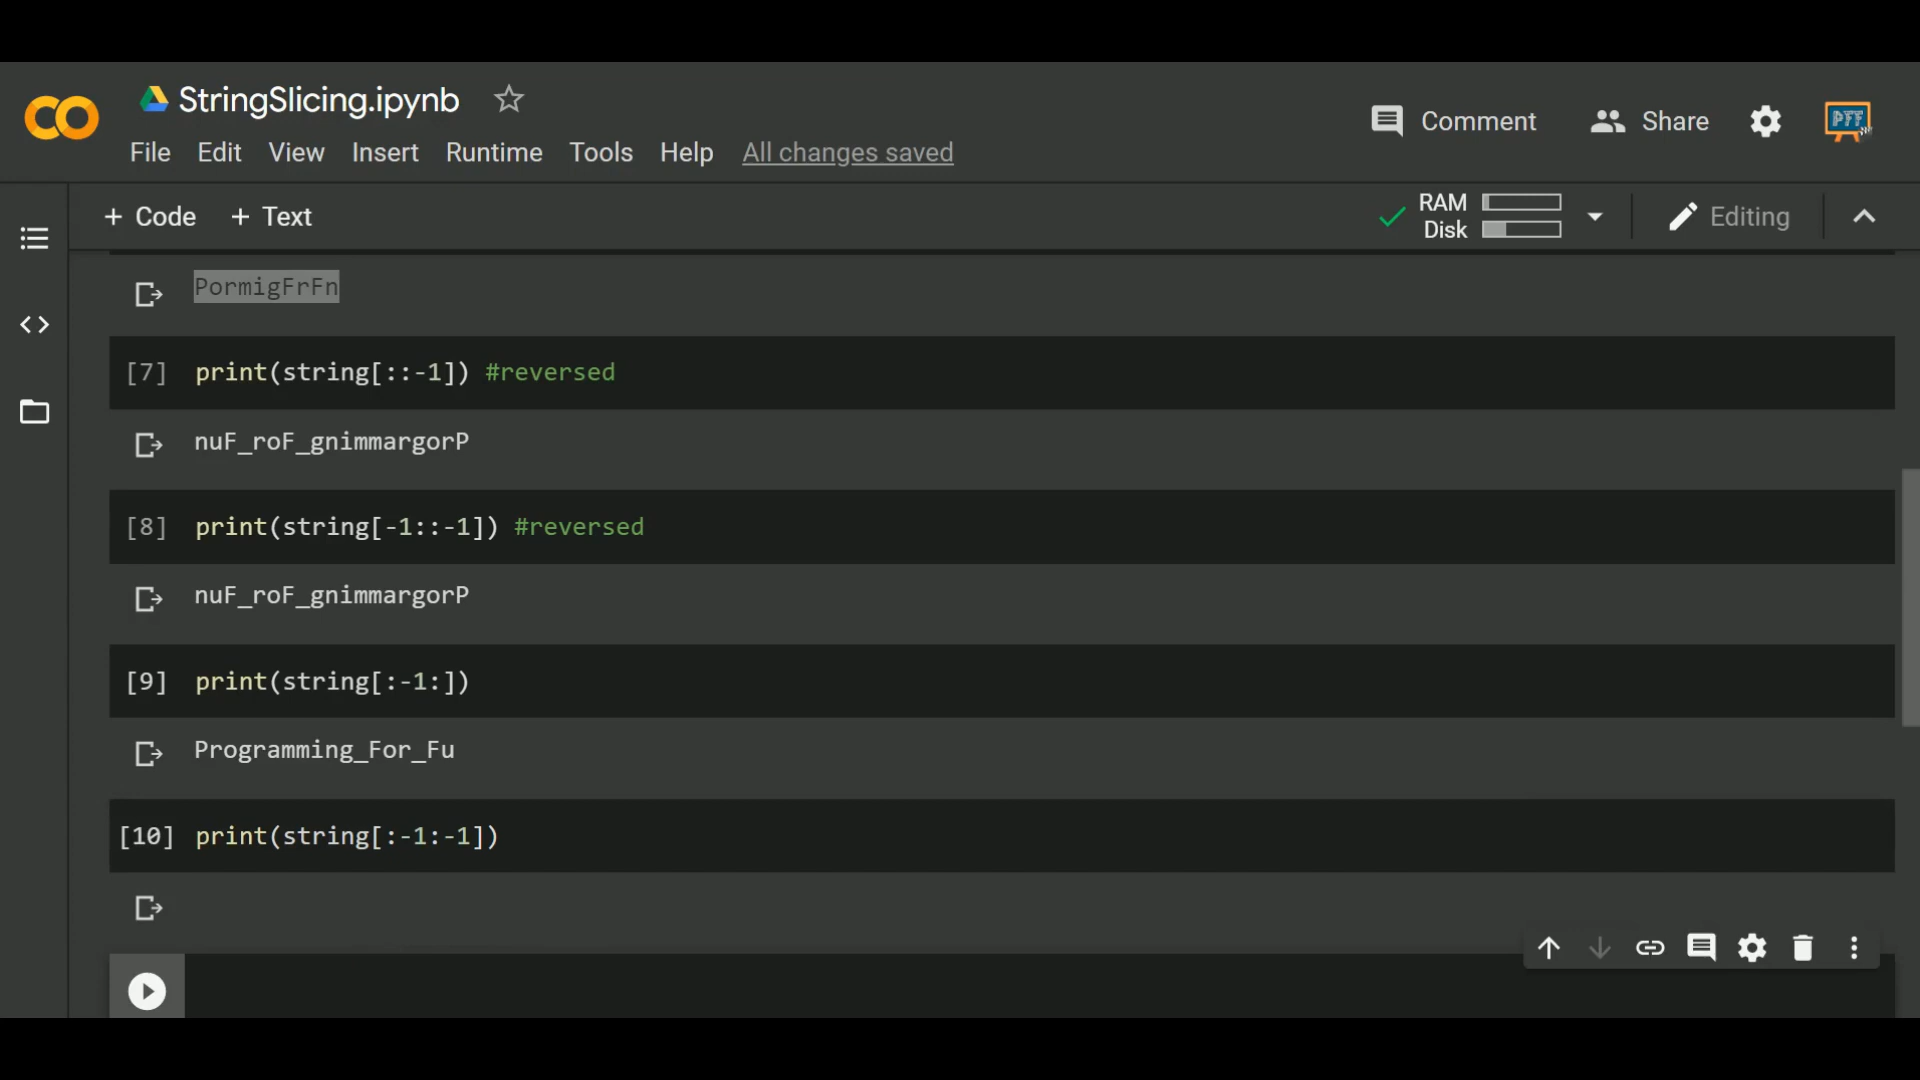 StringSlicing.ipynb
File Edit View Insert Runtime Tools Help All changes saved
Comment Share
PFF
+ Code + Text
RAM
Disk
Editing
PormigFrFn
[7] print(string[::-1]) #reversed
nuF_roF_gnimmargorP
[8] print(string[-1::-1]) #reversed
nuF_roF_gnimmargorP
[9] print(string[:-1:])
Programming_For_Fu
[10] print(string[:-1:-1])